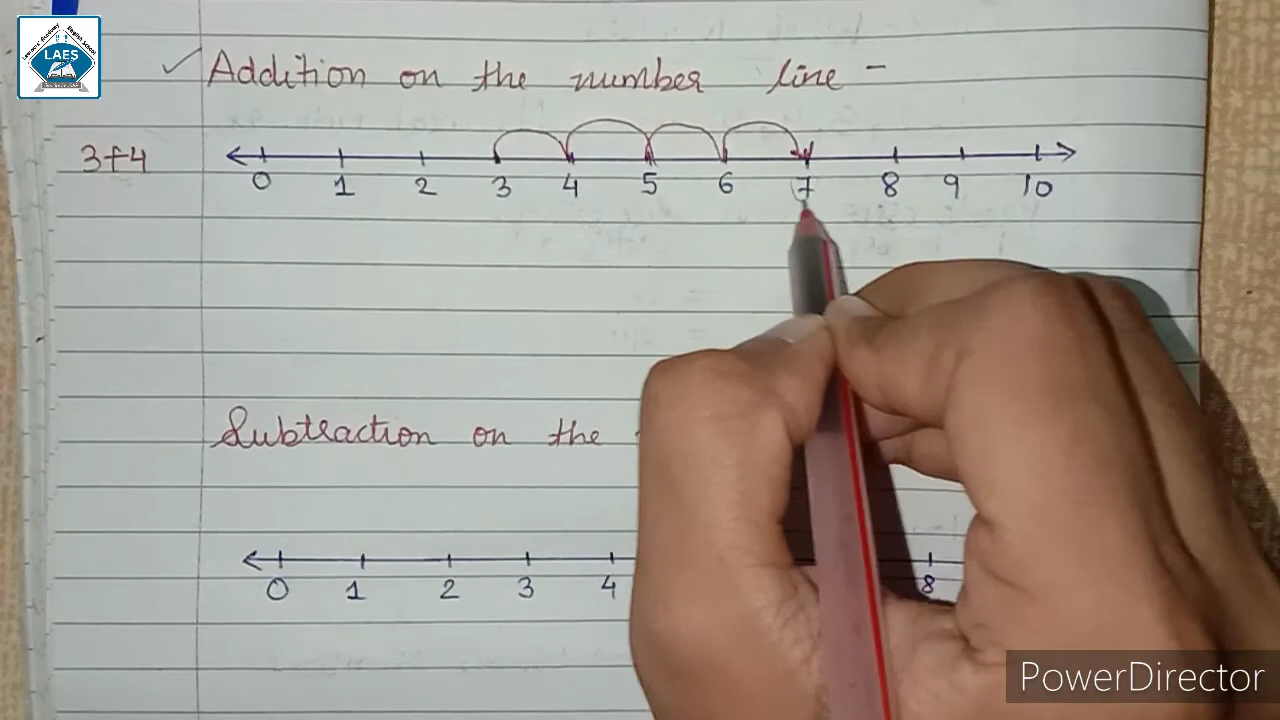 LAES
Addition on the number line -
3+4
0 1 2 3 4 5 6 7 8 9 10
Subtraction on the
0 1 2 3 4 8
PowerDirector